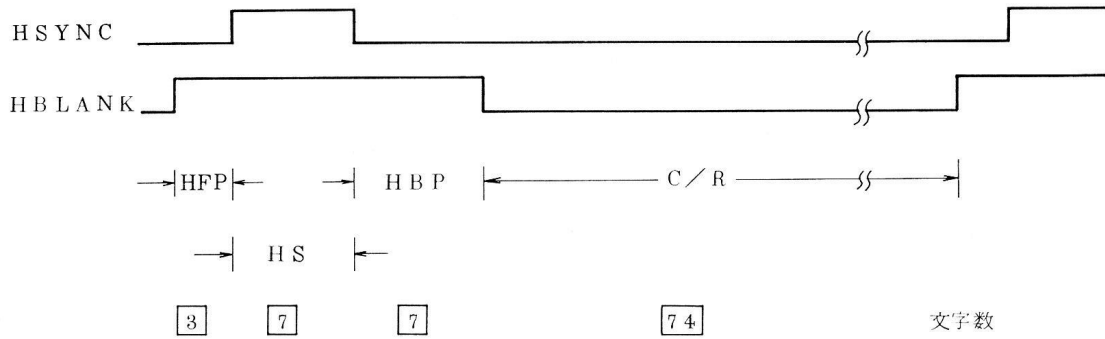 HSYNC
HBLANK
HFP HBP C／R
HS
3 7 7 74 文字数